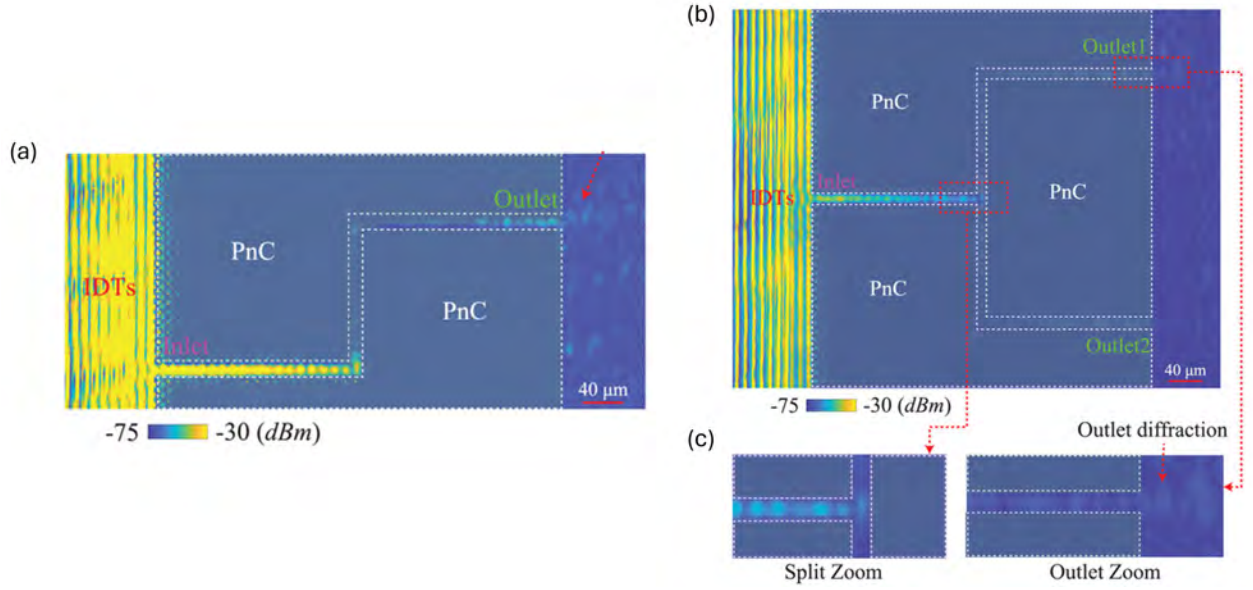 (a)
Outlet
PnC
IDTs
PnC
Inlet
40 μm
-75 -30 (dBm)
(b)
Outlet1
PnC
Inlet
IDTs
PnC
PnC
Outlet2
40 μm
-75 -30 (dBm)
(c)
Outlet diffraction
Split Zoom
Outlet Zoom